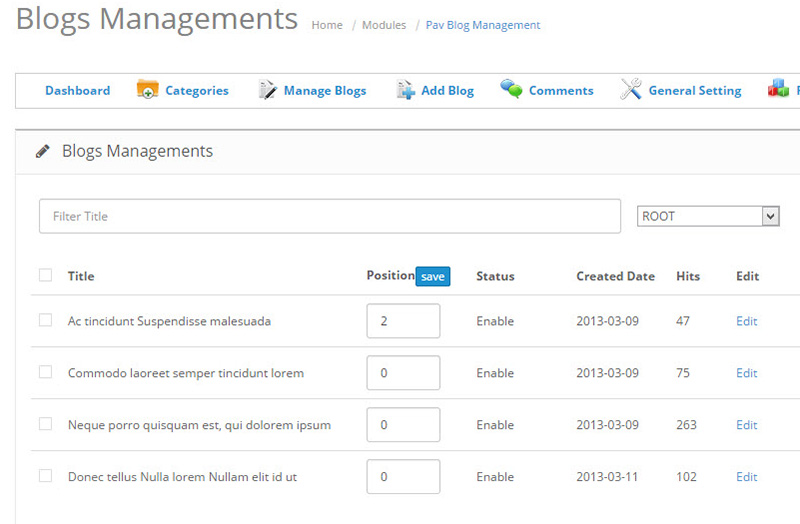 Blogs Managements Home / Modules / Pav Blog Management
Dashboard Categories Manage Blogs Add Blog Comments General Setting
Blogs Managements
Filter Title ROOT
Title Position save Status Created Date Hits Edit
Ac tincidunt Suspendisse malesuada 2 Enable 2013-03-09 47 Edit
Commodo laoreet semper tincidunt lorem 0 Enable 2013-03-09 75 Edit
Neque porro quisquam est, qui dolorem ipsum 0 Enable 2013-03-09 263 Edit
Donec tellus Nulla lorem Nullam elit id ut 0 Enable 2013-03-11 102 Edit